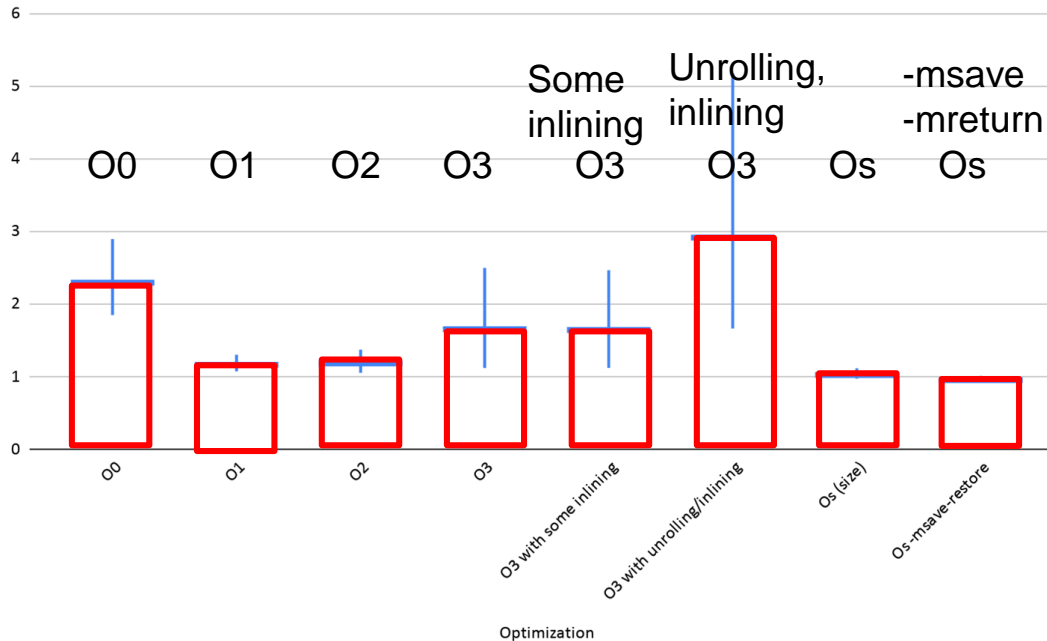 6
5
4
3
2
1
0
Some
inlining
Unrolling,
inlining
-msave
-mreturn
O0 O1 O2 O3 O3 O3 Os Os
O0
O1
O2
O3
O3 with some inlining
O3 with unrolling/inlining
Os (size)
Os -msave-restore
Optimization